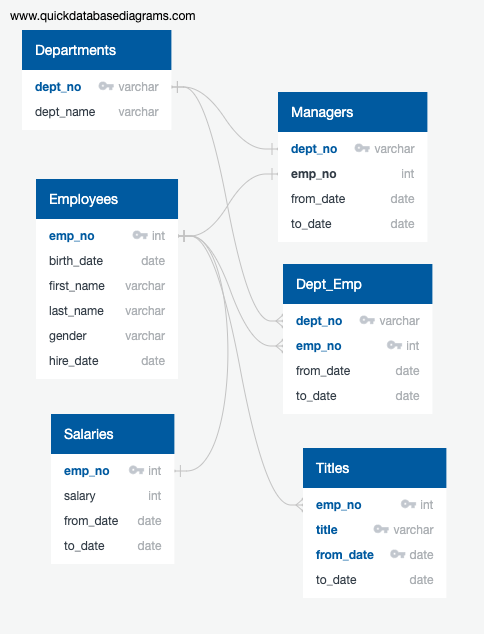 www.quickdatabasediagrams.com
Departments
dept_no varchar
dept_name varchar
Managers
dept_no varchar
emp_no int
from_date date
to_date date
Employees
emp_no int
birth_date date
first_name varchar
last_name varchar
gender varchar
hire_date date
Dept_Emp
dept_no varchar
emp_no int
from_date date
to_date date
Salaries
emp_no int
salary int
from_date date
to_date date
Titles
emp_no int
title varchar
from_date date
to_date date